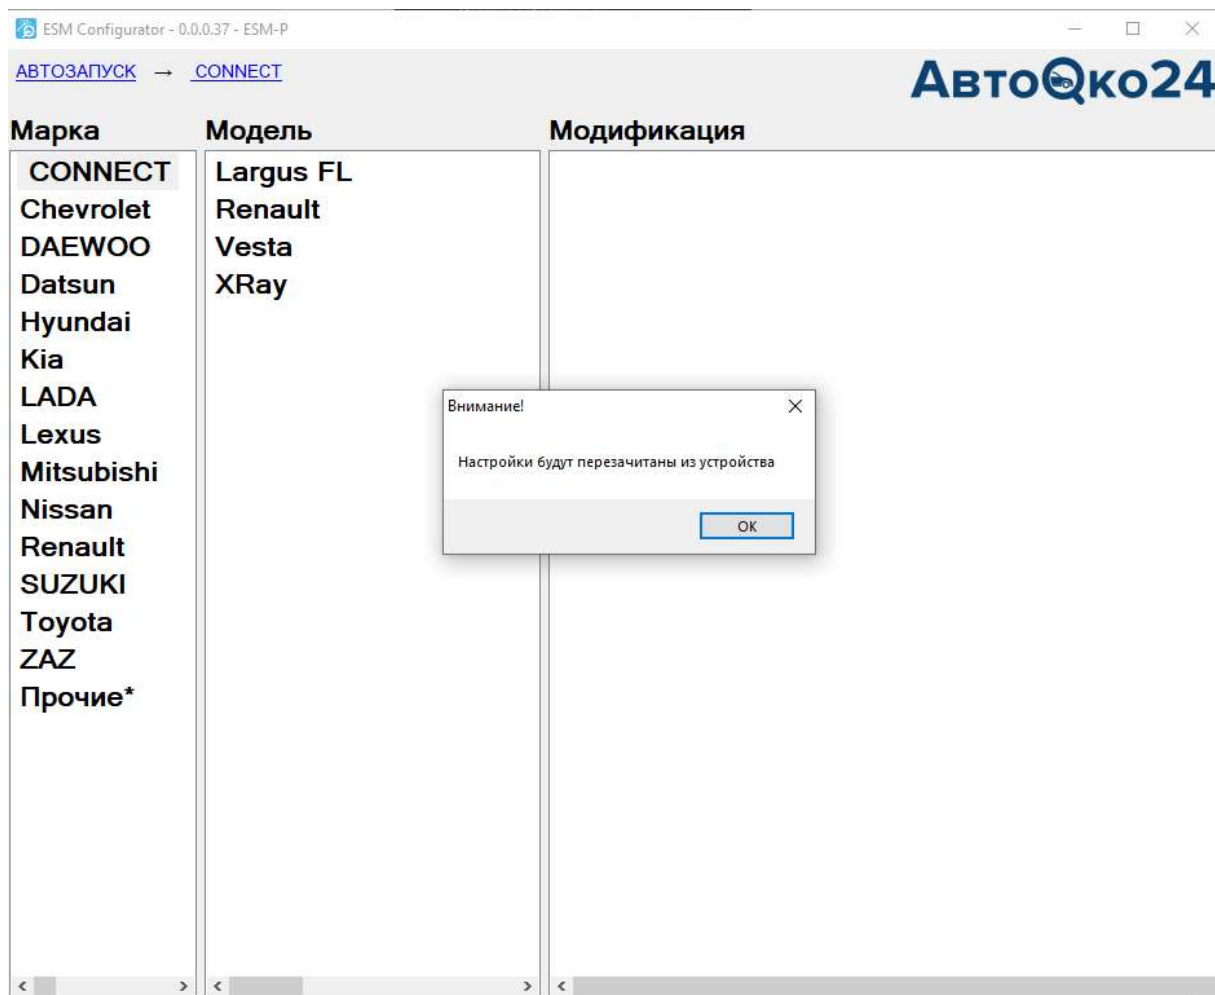 ESM Configurator - 0.0.0.37 - ESM-P
АВТОЗАПУСК → CONNECT
АвтоОко24
Марка
Модель
Модификация
CONNECT
Chevrolet
DAEWOO
Datsun
Hyundai
Kia
LADA
Lexus
Mitsubishi
Nissan
Renault
SUZUKI
Toyota
ZAZ
Прочие*
Largus FL
Renault
Vesta
XRay
Внимание!
Настройки будут перезачитаны из устройства
OK